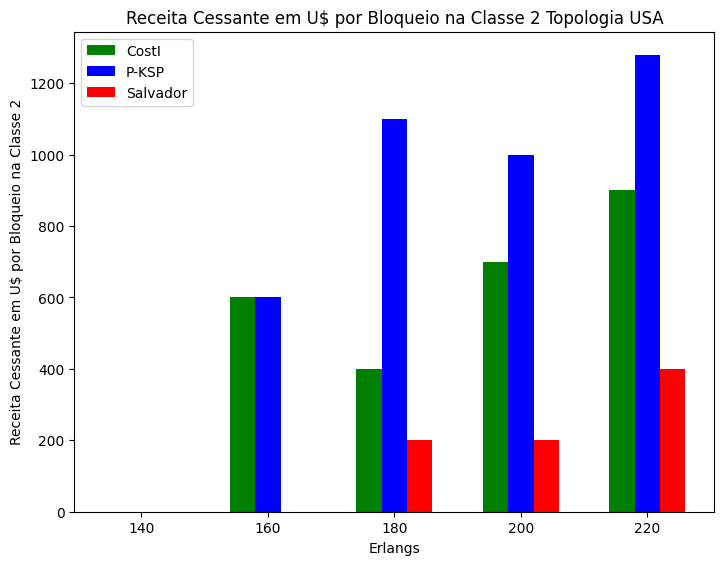 Receita Cessante em U$ por Bloqueio na Classe 2 Topologia USA
CostI
P-KSP
Salvador
Receita Cessante em U$ por Bloqueio na Classe 2
1200
1000
800
600
400
200
0
140 160 180 200 220
Erlangs